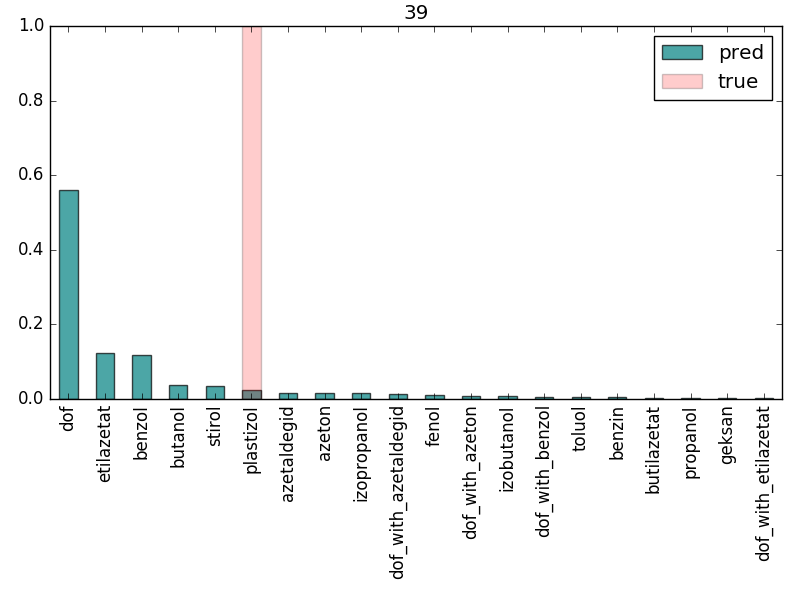 39
1.0
0.8
0.6
0.4
0.2
0.0
pred
true
dof
etilazetat
benzol
butanol
stirol
plastizol
azetaldegid
azeton
izopropanol
dof_with_azetaldegid
fenol
dof_with_azeton
izobutanol
dof_with_benzol
toluol
benzin
butilazetat
propanol
geksan
dof_with_etilazetat